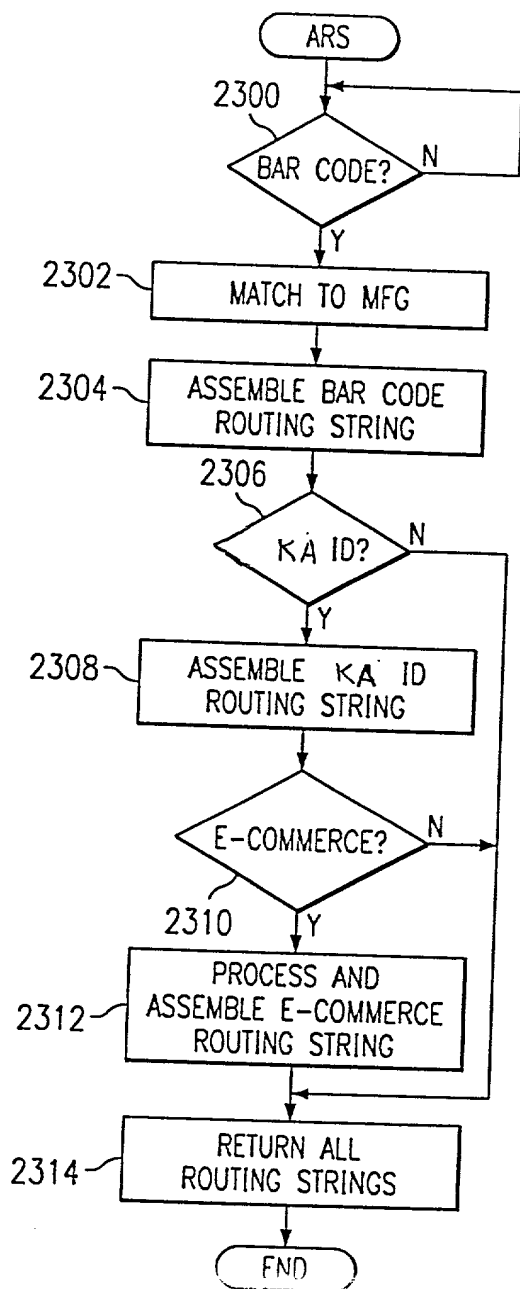 ARS
2300
BAR CODE?
N
Y
2302
MATCH TO MFG
2304
ASSEMBLE BAR CODE
ROUTING STRING
2306
KA ID?
N
Y
2308
ASSEMBLE KA ID
ROUTING STRING
E-COMMERCE?
N
2310
Y
2312
PROCESS AND
ASSEMBLE E-COMMERCE
ROUTING STRING
2314
RETURN ALL
ROUTING STRINGS
END